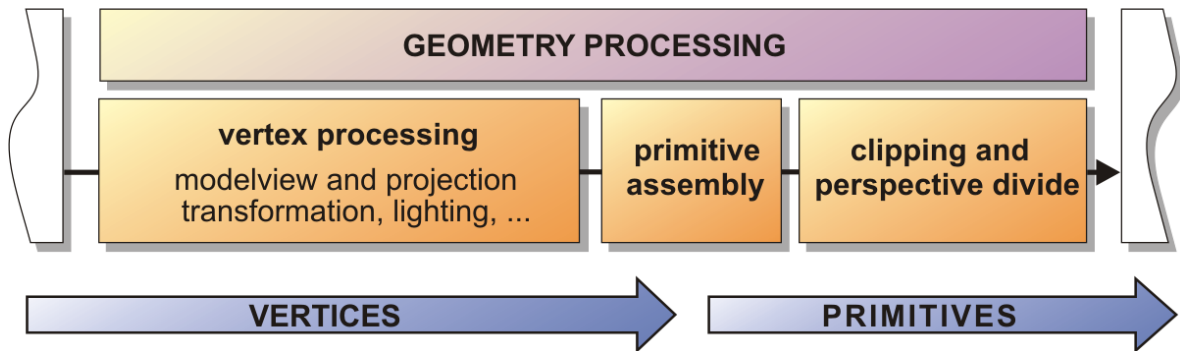 GEOMETRY PROCESSING
vertex processing
modelview and projection
transformation, lighting, ...
primitive
assembly
clipping and
perspective divide
VERTICES
PRIMITIVES